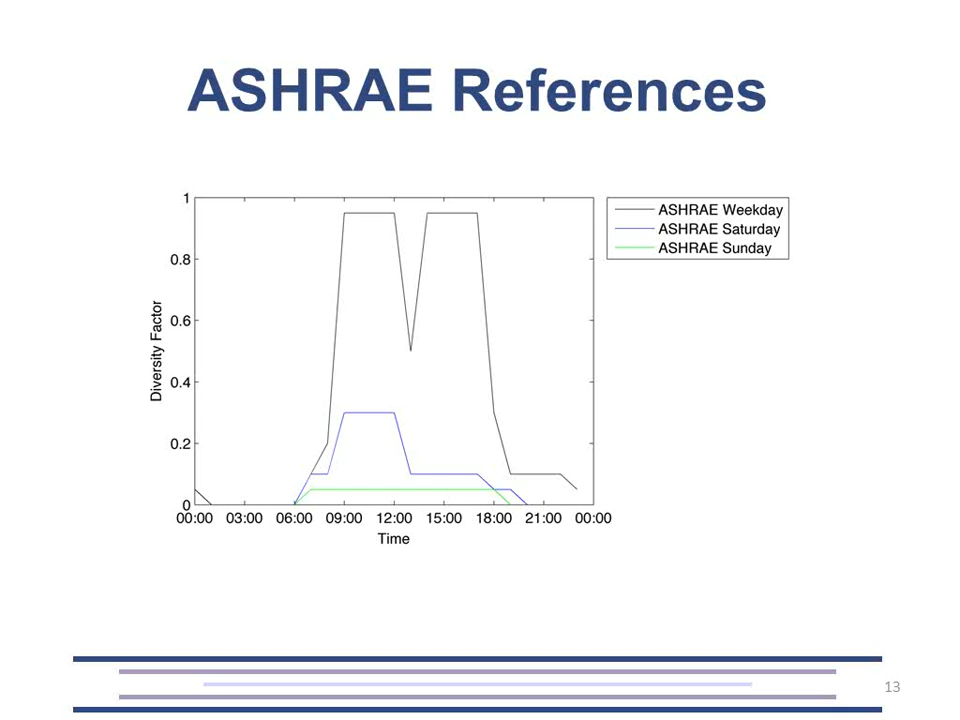 ASHRAE References
1
0.8
0.6
0.4
0.2
0
Diversity Factor
00:00 03:00 06:00 09:00 12:00 15:00 18:00 21:00 00:00
Time
ASHRAE Weekday
ASHRAE Saturday
ASHRAE Sunday
13